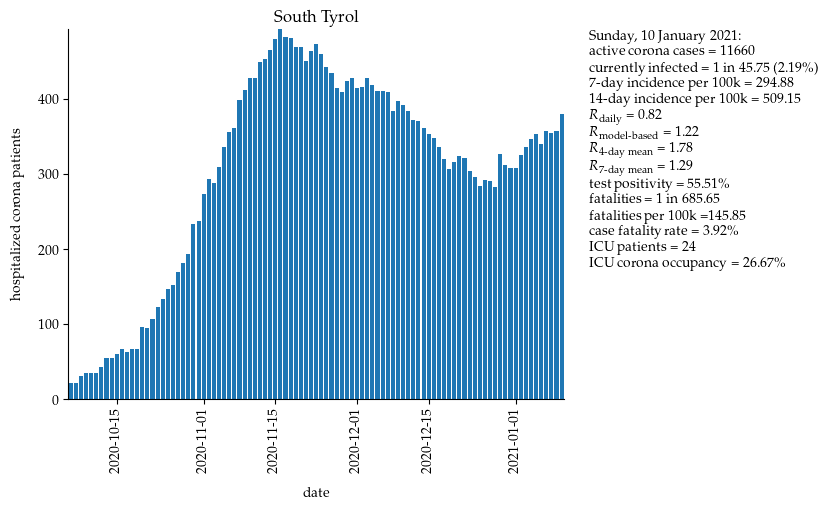 South Tyrol
hospitalized corona patients
400
300
200
100
0
2020-10-15
2020-11-01
2020-11-15
2020-12-01
2020-12-15
2021-01-01
date
Sunday, 10 January 2021:
active corona cases = 11660
currently infected = 1 in 45.75 (2.19%)
7-day incidence per 100k = 294.88
14-day incidence per 100k = 509.15
R daily = 0.82
R model-based = 1.22
R 4-day mean = 1.78
R 7-day mean = 1.29
test positivity = 55.51%
fatalities = 1 in 685.65
fatalities per 100k =145.85
case fatality rate = 3.92%
ICU patients = 24
ICU corona occupancy = 26.67%